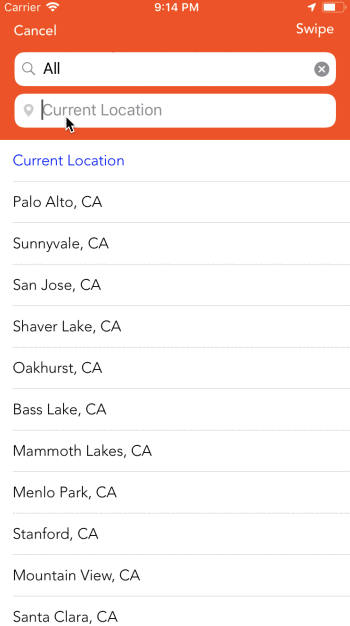 Carrier 9:14 PM
Cancel Swipe
All
Current Location
Current Location
Palo Alto, CA
Sunnyvale, CA
San Jose, CA
Shaver Lake, CA
Oakhurst, CA
Bass Lake, CA
Mammoth Lakes, CA
Menlo Park, CA
Stanford, CA
Mountain View, CA
Santa Clara, CA